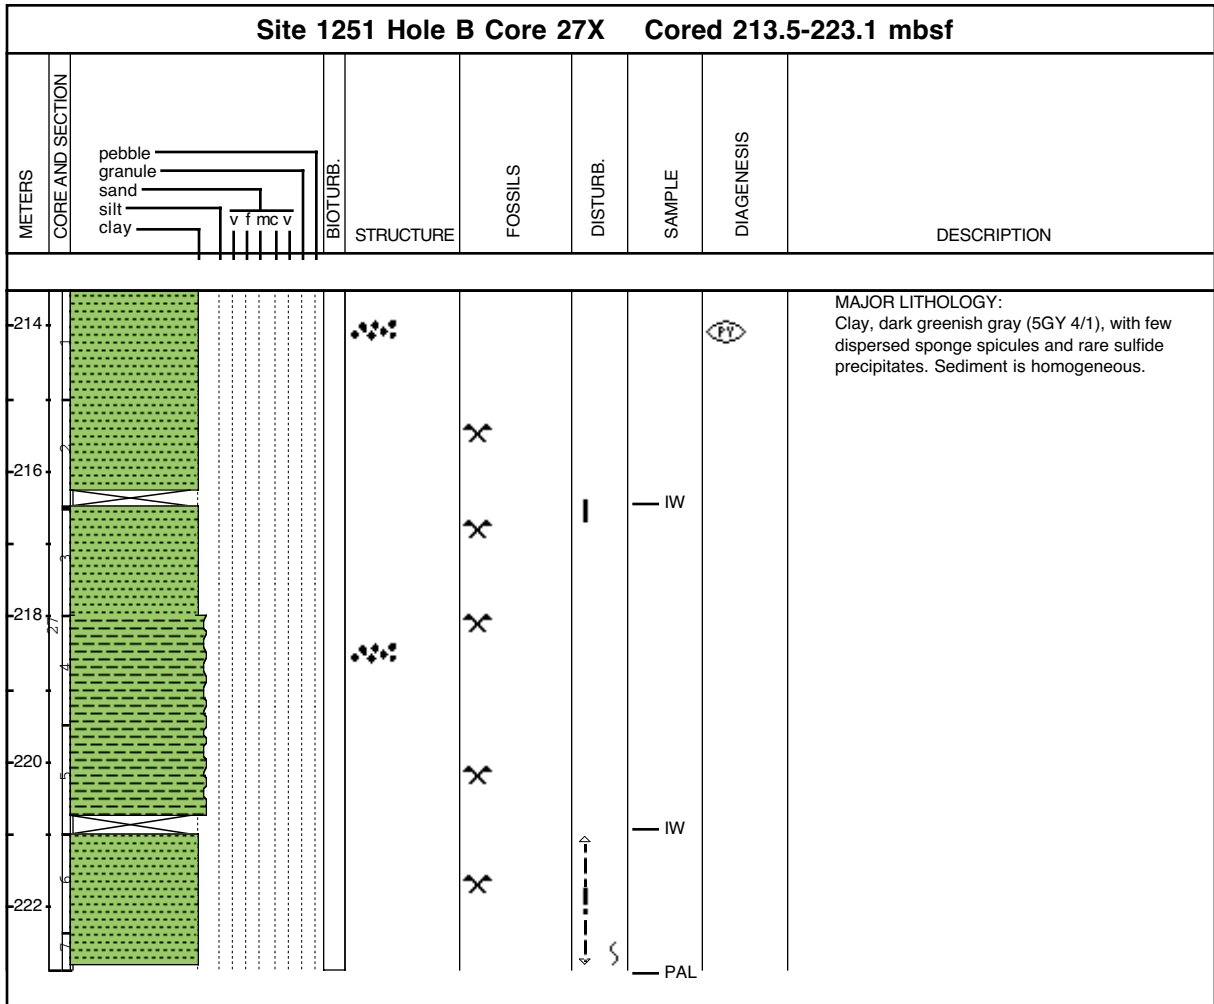 Site 1251 Hole B Core 27X Cored 213.5-223.1 mbsf
METERS
CORE AND SECTION
pebble
granule
sand
silt
clay
v f mc v
BIOTURB.
STRUCTURE
FOSSILS
DISTURB.
SAMPLE
DIAGENESIS
DESCRIPTION
214
216
218
220
222
27
1
2
3
4
5
6
7
IW
IW
PAL
PY
MAJOR LITHOLOGY:
Clay, dark greenish gray (5GY 4/1), with few
dispersed sponge spicules and rare sulfide
precipitates. Sediment is homogeneous.